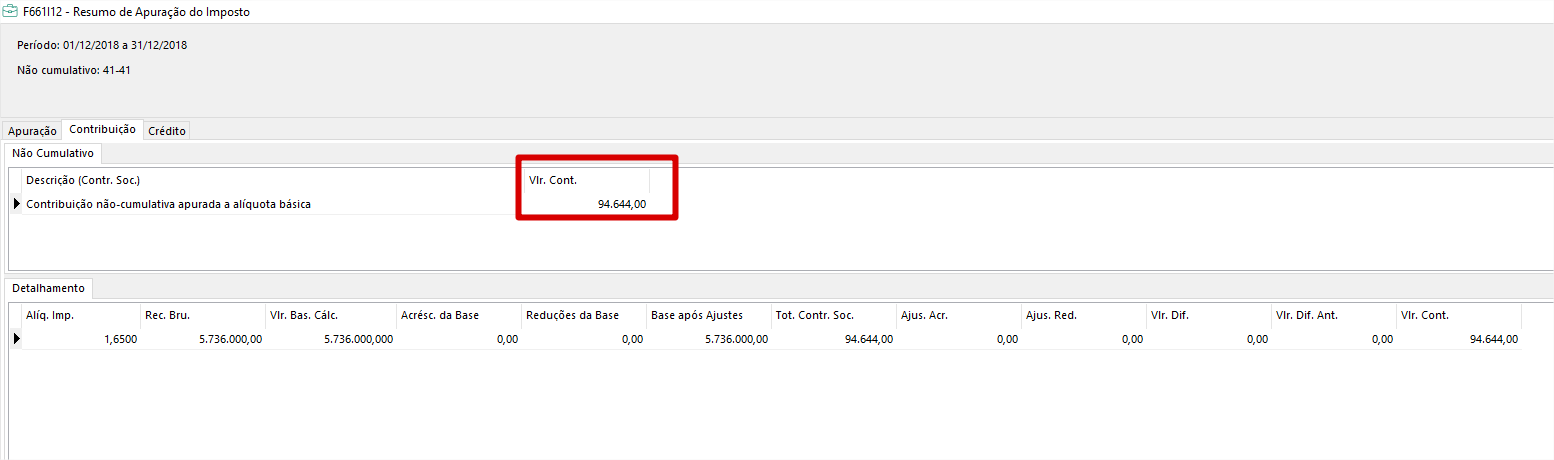 F661I12 - Resumo de Apuração do Imposto
Período: 01/12/2018 a 31/12/2018
Não cumulativo: 41-41
Apuração Contribuição Crédito
Não Cumulativo
Descrição (Contr. Soc.) Vlr. Cont.
Contribuição não-cumulativa apurada a alíquota básica 94.644,00
Detalhamento
Alíq. Imp. Rec. Bru. Vlr. Bas. Cálc. Acrésc. da Base Reduções da Base Base após Ajustes Tot. Contr. Soc. Ajus. Acr. Ajus. Red. Vlr. Dif. Vlr. Dif. Ant. Vlr. Cont.
1,6500 5.736.000,00 5.736.000,000 0,00 0,00 5.736.000,00 94.644,00 0,00 0,00 0,00 0,00 94.644,00